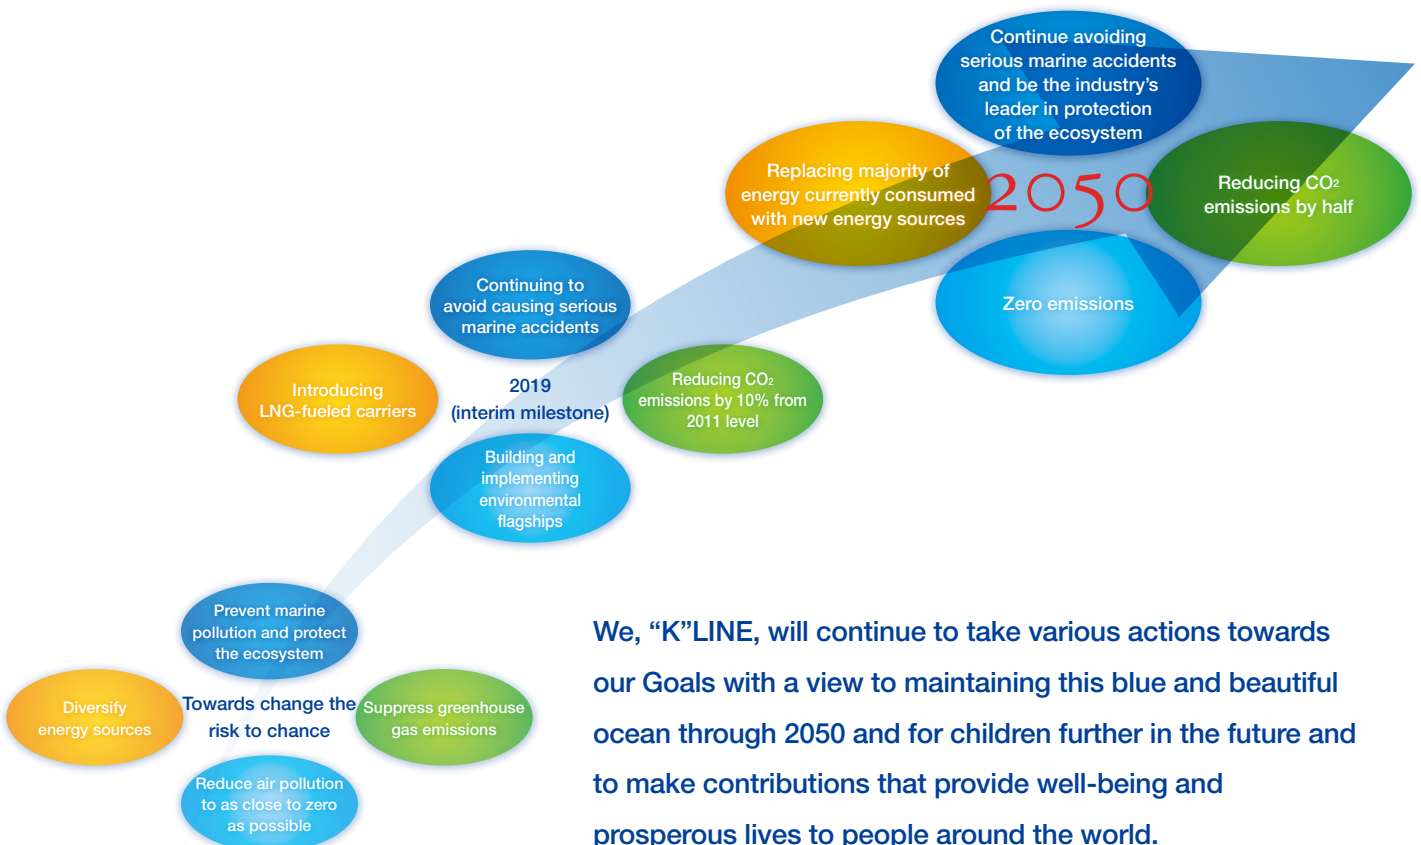 Continue avoiding
serious marine accidents
and be the industry's
leader in protection
of the ecosystem
Replacing majority of
energy currently consumed
with new energy sources
2050
Reducing CO2
emissions by half
Zero emissions
Continuing to
avoid causing serious
marine accidents
Introducing
LNG-fueled carriers
2019
(interim milestone)
Reducing CO2
emissions by 10% from
2011 level
Building and
implementing
environmental
flagships
Prevent marine
pollution and protect
the ecosystem
Diversify
energy sources
Towards change the
risk to chance
Suppress greenhouse
gas emissions
Reduce air pollution
to as close to zero
as possible
We, “K”LINE, will continue to take various actions towards
our Goals with a view to maintaining this blue and beautiful
ocean through 2050 and for children further in the future and
to make contributions that provide well-being and
prosperous lives to people around the world.